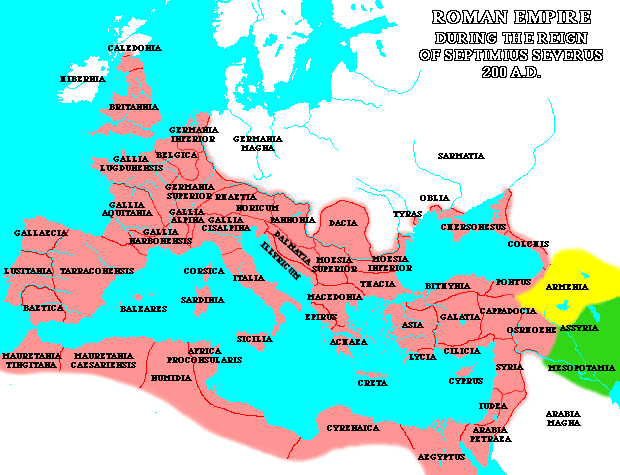 ROMAN EMPIRE
DURING THE REIGN
OF SEPTIMIUS SEVERUS
200 A.D.
CALEDONIA
HIBERNIA
BRITANNIA
GERMANIA
INFERIOR
GERMANIA
MAGNA
BELGICA
GALLIA
LUGDUNENSIS
SARMATIA
GERMANIA
SUPERIOR
RHAETIA
NORICUM
OBLIA
TYRAS
GALLIA
AQUITANIA
GALLIA
ALPINA
GALLIA
CISALPINA
PANNONIA
DACIA
CHERSONESUS
GALLAECIA
GALLIA
NARBONENSIS
DALMATIA
ILLYRICUM
COLCHIS
LUSITANIA
TARRACONENSIS
CORSICA
ITALIA
MOESIA
SUPERIOR
MOESIA
INFERIOR
THACIA
BITHYNIA
PONTUS
ARMENIA
BAETICA
BALEARES
SARDINIA
MACEDONIA
EPIRUS
ASIA
GALATIA
CAPPADOCIA
OSROHENE
ASSYRIA
MAURETANIA
TINGITANA
MAURETANIA
CAESARIENSIS
AFRICA
PROCONSULARIS
SICILIA
ACHAEA
LYCIA
CILICIA
SYRIA
MESOPOTAMIA
NUMIDIA
CRETA
CYPRUS
IUDEA
ARABIA
MAGNA
CYRENAICA
ARABIA
PETRAEA
AEGYPTUS